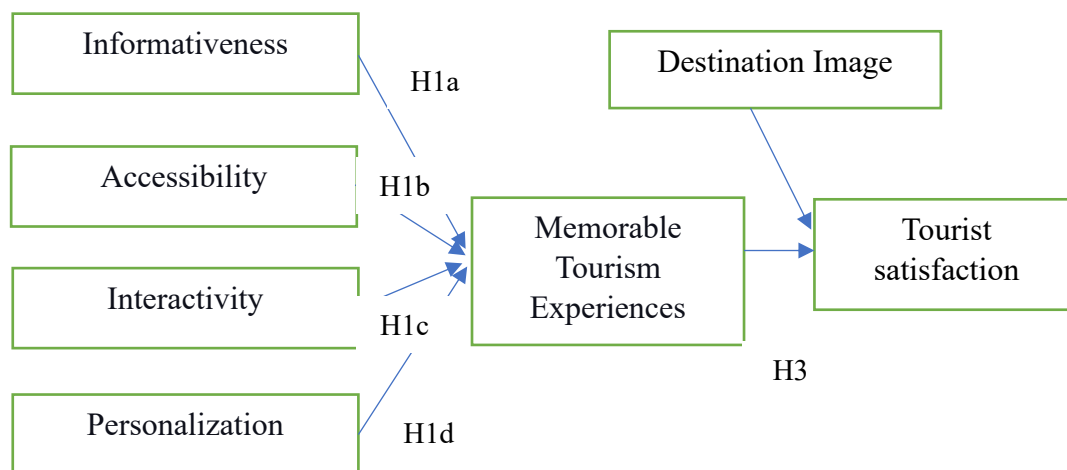 Informativeness
H1a
Destination Image
Accessibility
H1b
Memorable
Tourism
Experiences
Tourist
satisfaction
Interactivity
H1c
H3
Personalization
H1d